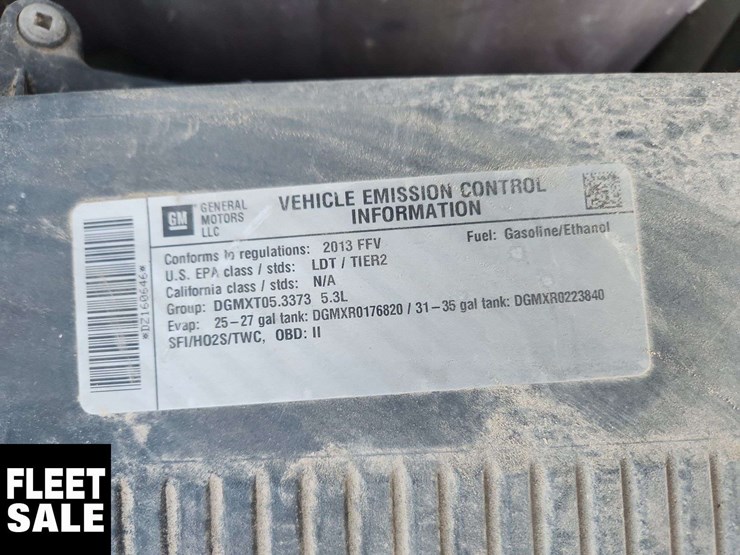 GM
GENERAL
MOTORS
LLC
VEHICLE EMISSION CONTROL
INFORMATION
Conforms to regulations: 2013 FFV
Fuel: Gasoline/Ethanol
U.S. EPA class / stds: LDT / TIER2
California class / stds: N/A
Group: DGMXT05.3373 5.3L
Evap: 25-27 gal tank: DGMXR0176820 / 31-35 gal tank: DGMXR0223840
SFI/HO2S/TWC, OBD: II
*DZ160646*
FLEET
SALE